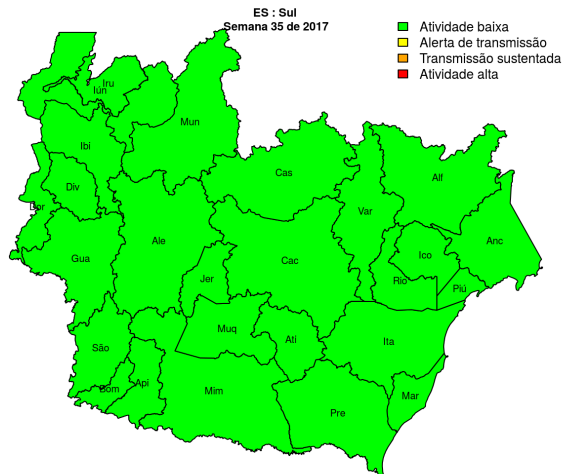 ES : Sul
Semana 35 de 2017
Atividade baixa
Alerta de transmissão
Transmissão sustentada
Atividade alta
Iru
Iún
Mun
Ibi
Cas
Alf
Div
Dor
Var
Ale
Anc
Gua
Cac
Ico
Jer
Rio
Piú
Muq
Ati
Ita
São
Bom
Api
Mim
Mar
Pre